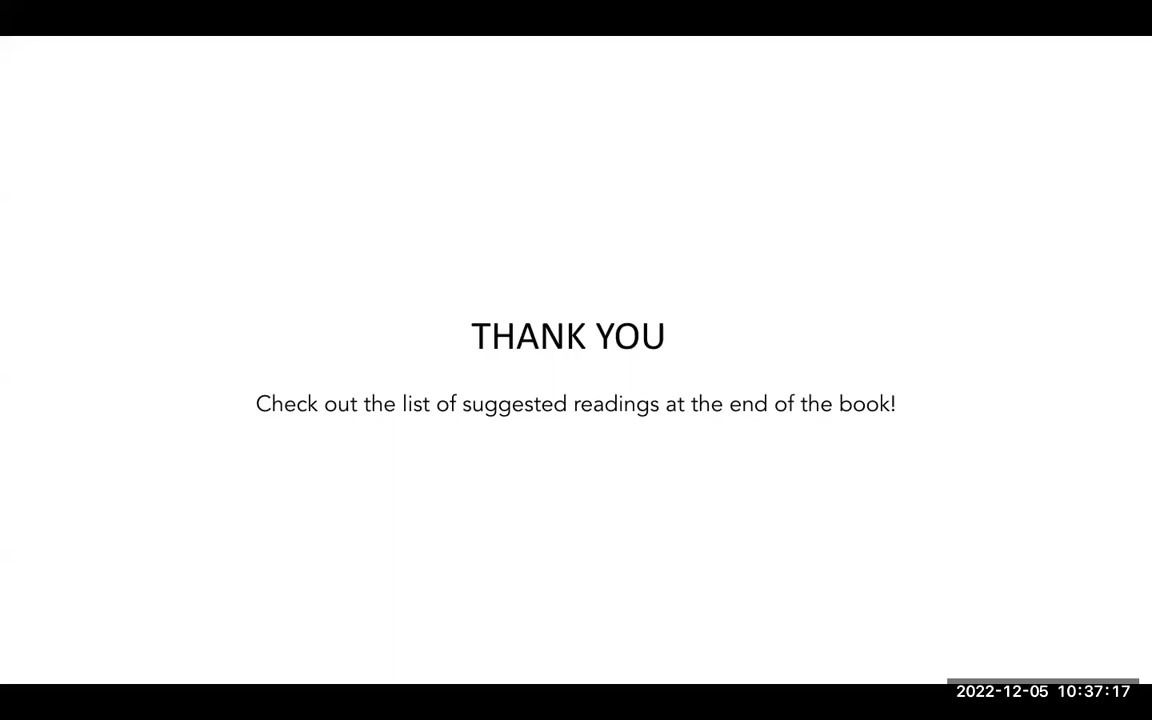 THANK YOU
Check out the list of suggested readings at the end of the book!
2022-12-05 10:37:17